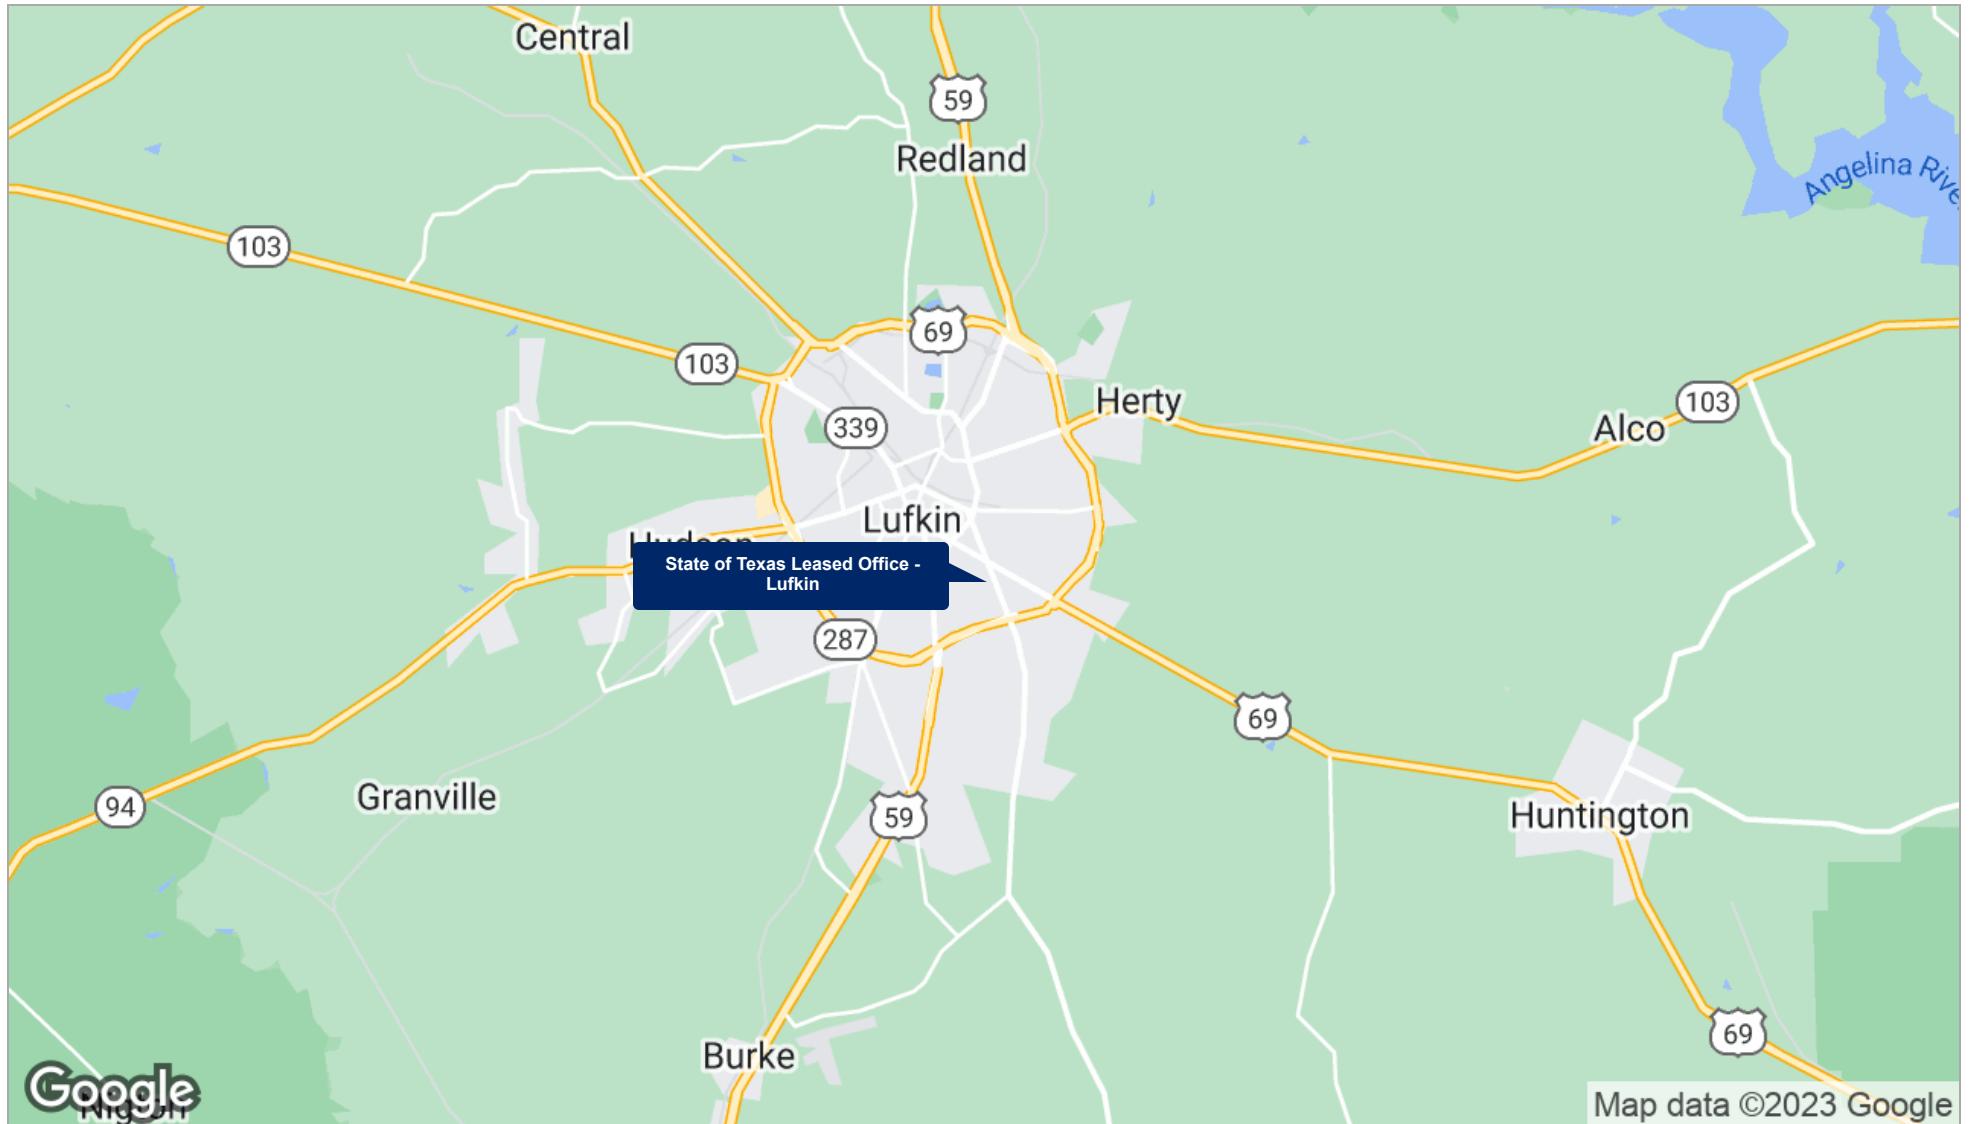 Central
59
Redland
Angelina Rive
103
69
103
Herty
103
339
Alco
Lufkin
Hudson
State of Texas Leased Office -
Lufkin
287
69
Granville
94
59
Huntington
69
Burke
Google
Map data ©2023 Google